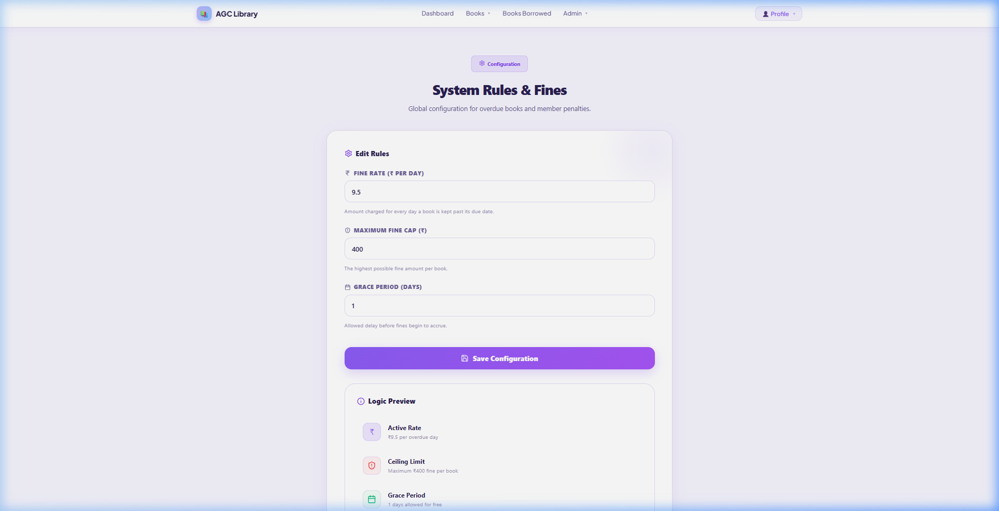 AGC Library
Dashboard
Books
Books Borrowed
Admin
Profile
Configuration
System Rules & Fines
Global configuration for overdue books and member penalties.
Edit Rules
₹ FINE RATE (₹ PER DAY)
9.5
Amount charged for every day a book is kept past its due date.
MAXIMUM FINE CAP (₹)
400
The highest possible fine amount per book.
GRACE PERIOD (DAYS)
1
Allowed delay before fines begin to accrue.
Save Configuration
Logic Preview
₹ Active Rate
₹9.5 per overdue day
Ceiling Limit
Maximum ₹400 fine per book
Grace Period
1 days allowed for free